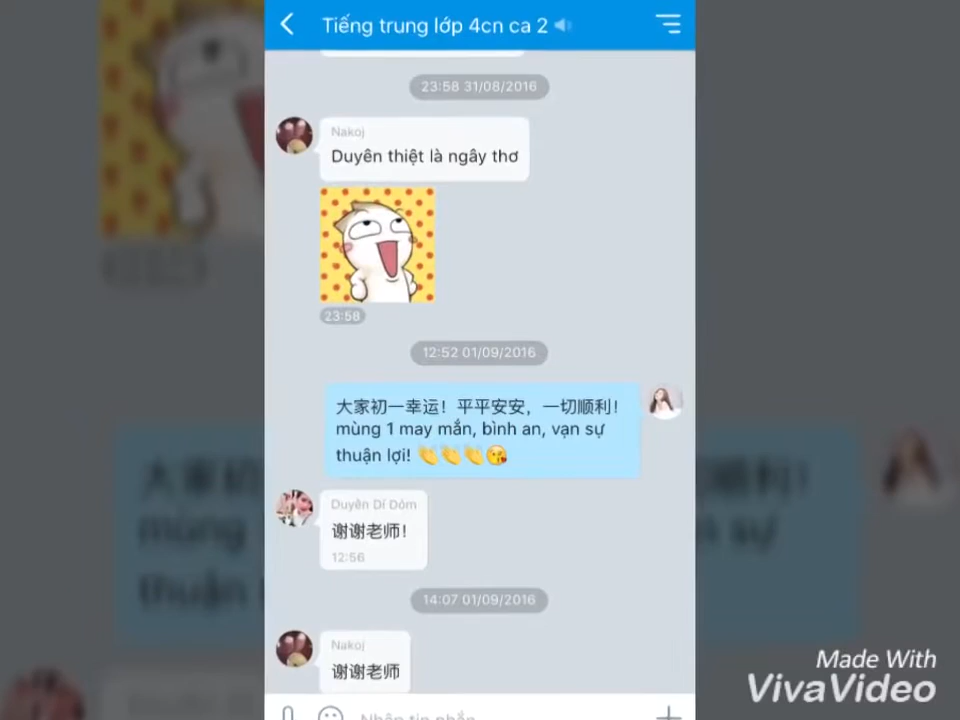 Tiếng trung lớp 4cn ca 2
23:58 31/08/2016
Nakoj
Duyên thiệt là ngây thơ
23:58
12:52 01/09/2016
大家初一幸运！平平安安，一切顺利！
mùng 1 may mắn, bình an, vạn sự
thuận lợi! 👏👏👏😘
Duyên Dí Dỏm
谢谢老师！
12:56
14:07 01/09/2016
Nakoj
谢谢老师
Nhập tin nhắn
Made With
VivaVideo